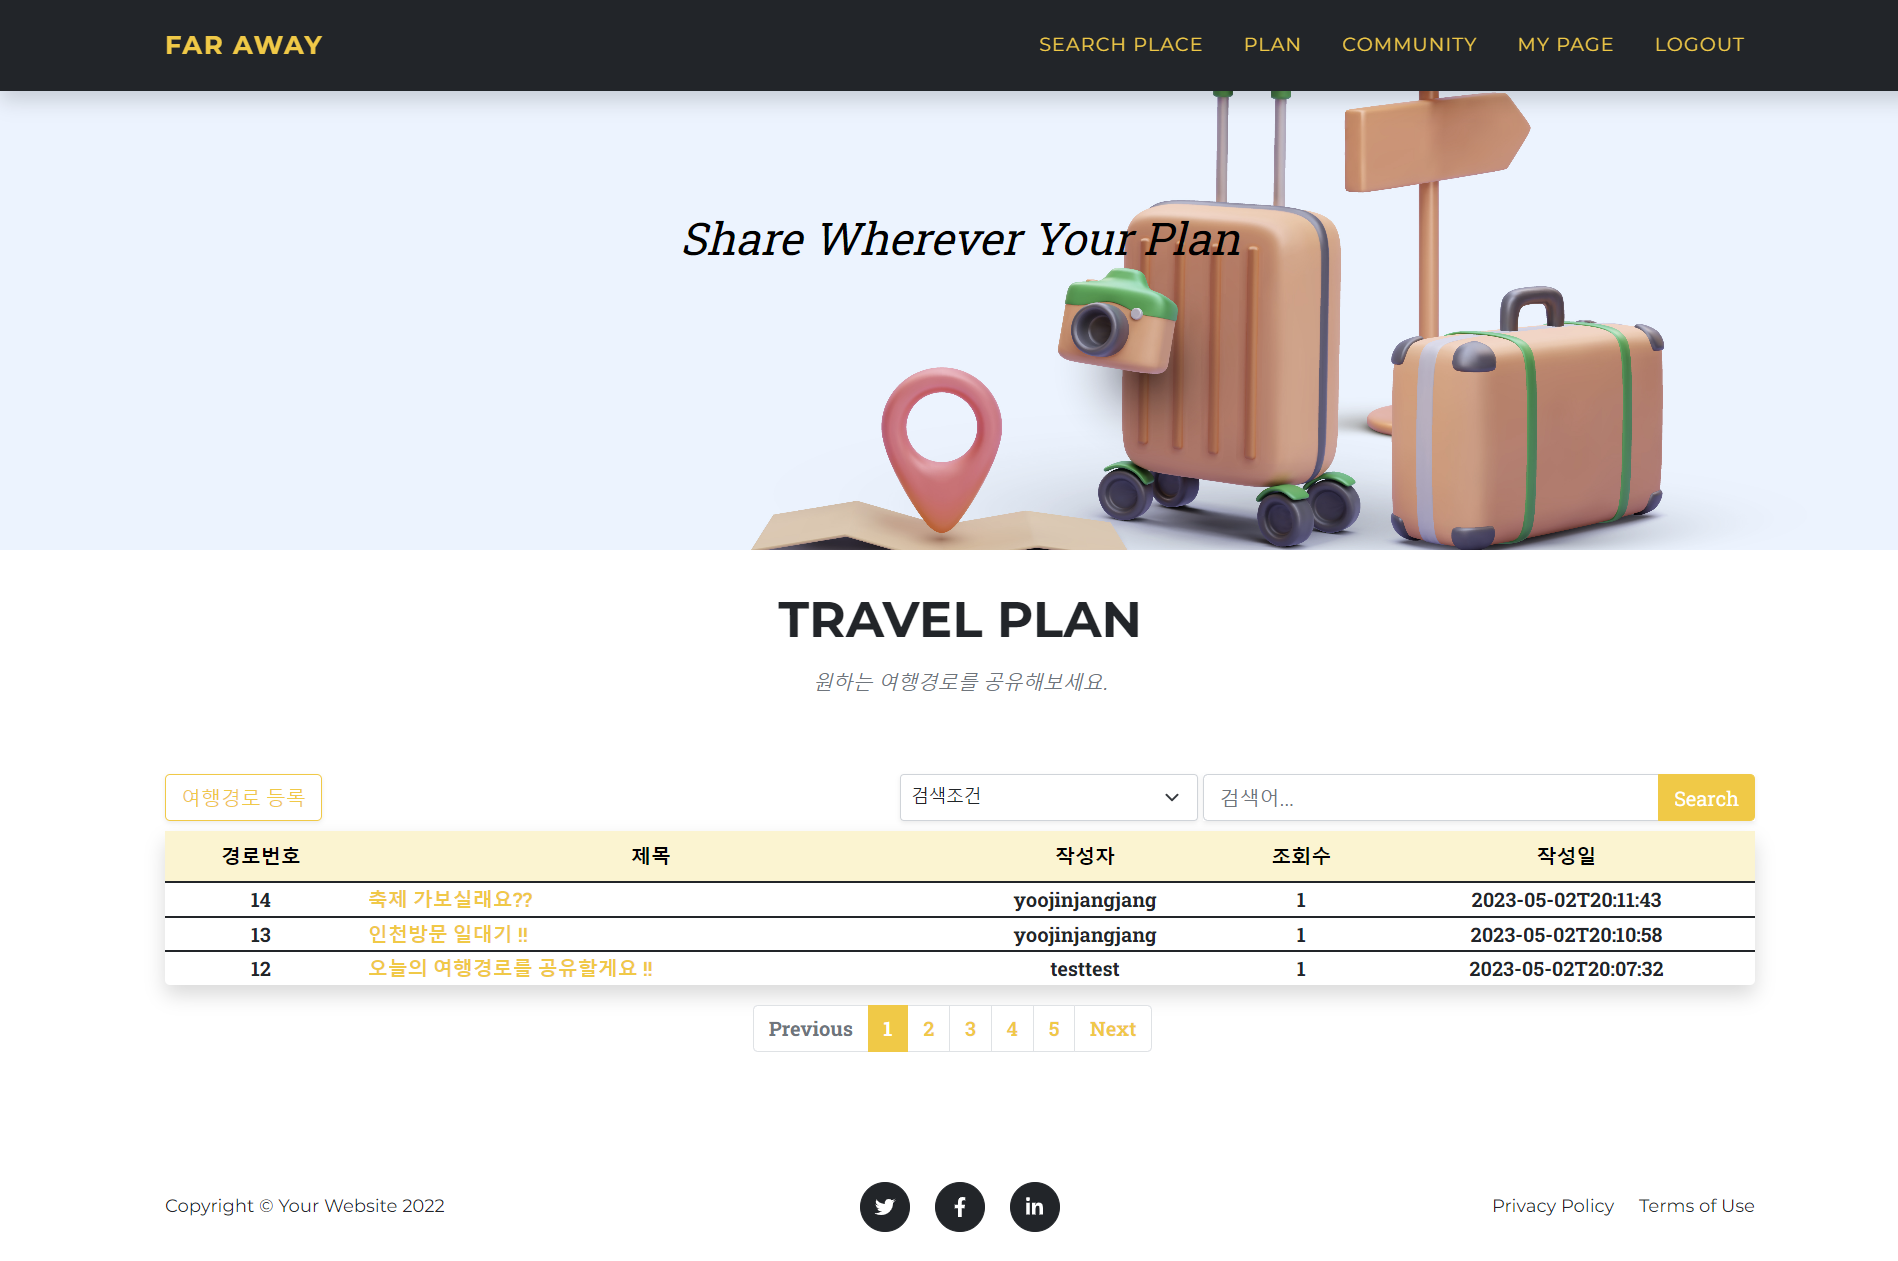 FAR AWAY SEARCH PLACE PLAN COMMUNITY MY PAGE LOGOUT
Share Wherever Your Plan
TRAVEL PLAN
원하는 여행경로를 공유해보세요.
여행경로 등록 검색조건 검색어... Search
경로번호 제목 작성자 조회수 작성일
14 축제 가보실래요?? yoojinjangjang 1 2023-05-02T20:11:43
13 인천방문 일대기 !! yoojinjangjang 1 2023-05-02T20:10:58
12 오늘의 여행경로를 공유할게요 !! testtest 1 2023-05-02T20:07:32
Previous 1 2 3 4 5 Next
Copyright © Your Website 2022 Privacy Policy Terms of Use